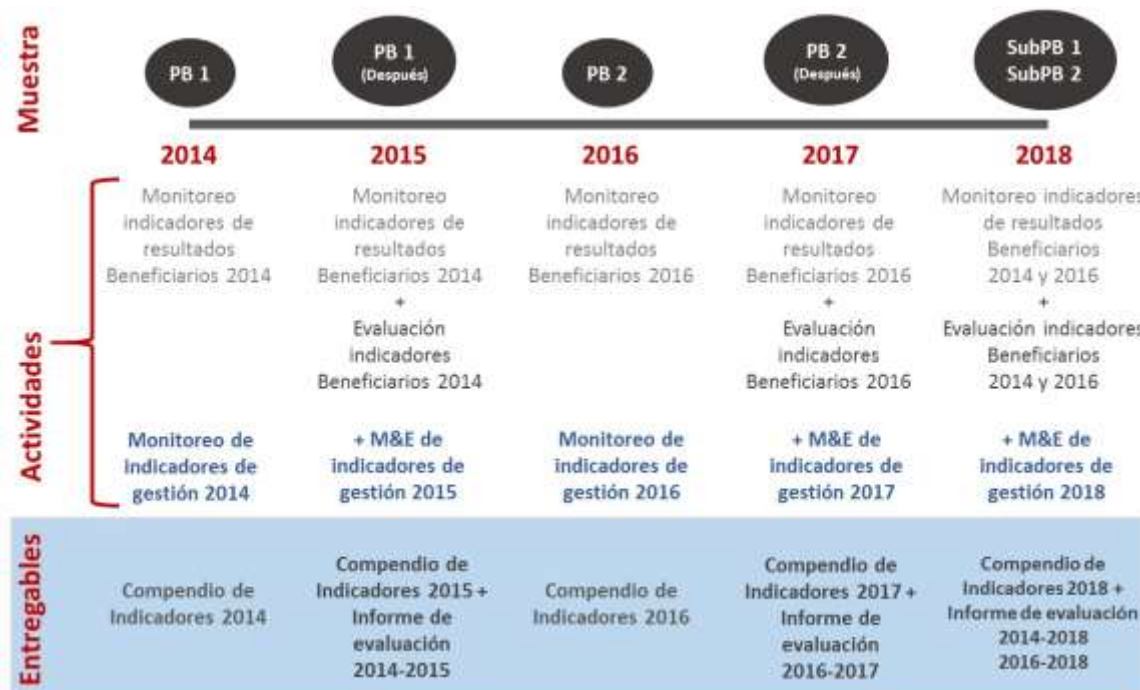 Muestra
PB 1
PB 1
(Después)
PB 2
PB 2
(Después)
SubPB 1
SubPB 2
2014
2015
2016
2017
2018
Actividades
Monitoreo
indicadores de
resultados
Beneficiarios 2014
Monitoreo
indicadores de
resultados
Beneficiarios 2014
+
Evaluación
indicadores
Beneficiarios 2014
Monitoreo
indicadores de
resultados
Beneficiarios 2016
Monitoreo
indicadores de
resultados
Beneficiarios 2016
+
Evaluación
indicadores
Beneficiarios 2016
Monitoreo indicadores
de resultados
Beneficiarios
2014 y 2016
+
Evaluación indicadores
Beneficiarios
2014 y 2016
Monitoreo de
indicadores de
gestión 2014
+ M&E de
indicadores de
gestión 2015
Monitoreo de
indicadores de
gestión 2016
+ M&E de
indicadores de
gestión 2017
+ M&E de
indicadores de
gestión 2018
Entregables
Compendio de
Indicadores 2014
Compendio de
Indicadores 2015 +
Informe de
evaluación
2014-2015
Compendio de
Indicadores 2016
Compendio de
Indicadores 2017 +
Informe de
evaluación
2016-2017
Compendio de
Indicadores 2018 +
Informe de evaluación
2014-2018
2016-2018